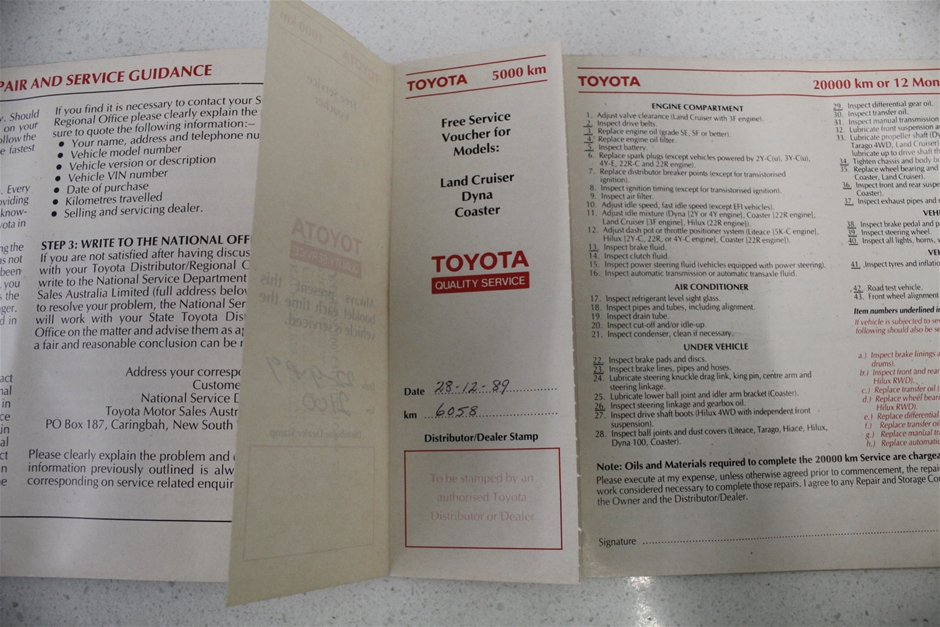 PAIR AND SERVICE GUIDANCE
Should
on your
follow the
fastest
Every
oviding
know-
yota in
ng the
s not
been
you
s the
ger.
d in
If you find it is necessary to contact your S
Regional Office please clearly explain the
sure to quote the following information:–
• Your name, address and telephone nu
• Vehicle model number
• Vehicle version or description
• Vehicle VIN number
• Date of purchase
• Kilometres travelled
• Selling and servicing dealer.
STEP 3: WRITE TO THE NATIONAL OFF
If you are not satisfied after having discus
with your Toyota Distributor/Regional C
write to the National Service Department
Sales Australia Limited (full address below
to resolve your problem, the National Ser
will work with your State Toyota Dist
Office on the matter and advise them as a
a fair and reasonable conclusion can be r
Address your corresp
Custome
National Service D
Toyota Motor Sales Austr
PO Box 187, Caringbah, New South
Please clearly explain the problem and
information previously outlined is alw
corresponding on service related enquir
TOYOTA 5000 km
Free Service
Voucher for
Models:
Land Cruiser
Dyna
Coaster
TOYOTA
QUALITY SERVICE
Date 28-12-89
km 6058
Distributor/Dealer Stamp
To be stamped by an
authorised Toyota
Distributor or Dealer
TOYOTA 20000 km or 12 Mon
ENGINE COMPARTMENT
1. Adjust valve clearance (Land Cruiser with 3F engine).
2. Inspect drive belts.
3. Replace engine oil (grade SE, SF or better).
4. Replace engine oil filter.
5. Inspect battery.
6. Replace spark plugs (except vehicles powered by 2Y-C(u), 3Y-C(u),
4Y-E, 22R-C and 22R engine).
7. Replace distributor breaker points (except for transistorised
ignition).
8. Inspect ignition timing (except for transistorised ignition).
9. Inspect air filter.
10. Adjust idle speed, fast idle speed (except EFI vehicles).
11. Adjust idle mixture (Dyna [2Y or 4Y engine], Coaster [22R engine],
Land Cruiser [3F engine], Hilux (22R engine]).
12. Adjust dash pot or throttle positioner system (Liteace [5K-C engine],
Hilux [2Y-C, 22R, or 4Y-C engine], Coaster [22R engine]).
13. Inspect brake fluid.
14. Inspect clutch fluid.
15. Inspect power steering fluid (vehicles equipped with power steering).
16. Inspect automatic transmission or automatic transaxle fluid.
AIR CONDITIONER
17. Inspect refrigerant level sight glass.
18. Inspect pipes and tubes, including alignment.
19. Inspect drain tube.
20. Inspect cut-off and/or idle-up.
21. Inspect condenser, clean if necessary.
UNDER VEHICLE
22. Inspect brake pads and discs.
23. Inspect brake lines, pipes and hoses.
24. Lubricate steering knuckle drag link, king pin, centre arm and
steering linkage.
25. Lubricate lower ball joint and idler arm bracket (Coaster).
26. Inspect steering linkage and gearbox oil.
27. Inspect drive shaft boots (Hilux 4WD with independent front
suspension).
28. Inspect ball joints and dust covers (Liteace, Tarago, Hiace, Hilux,
Dyna 100, Coaster).
29. Inspect differential gear oil.
30. Inspect transfer oil.
31. Inspect manual transmission
32. Lubricate front suspension a
33. Lubricate propeller shaft (Dy
Tarago 4WD, Land Cruiser)
lubricate up to drive shaft th
34. Tighten chassis and body b
35. Replace wheel bearing and
Coaster, Land Cruiser).
36. Inspect front and rear suspe
Coaster).
37. Inspect exhaust pipes and m
VEHI
38. Inspect brake pedal and p
39. Inspect steering wheel.
40. Inspect all lights, horns, w
VE
41. Inspect tyres and inflatio
42. Road test vehicle.
43. Front wheel alignment
Item numbers underlined in
If vehicle is subjected to se
following should also be se
a.) Inspect brake linings a
drums).
b.) Inspect front and rear
Hilux RWD).
c.) Replace transfer oil (
d.) Replace wheel bearin
Hilux RWD).
e.) Replace differential
f.) Replace transfer oil
g.) Replace manual tra
h.) Replace automatic
Note: Oils and Materials required to complete the 20000 km Service are chargea
Please execute at my expense, unless otherwise agreed prior to commencement, the repair
work considered necessary to complete those repairs. I agree to any Repair and Storage Con
the Owner and the Distributor/Dealer.
Signature